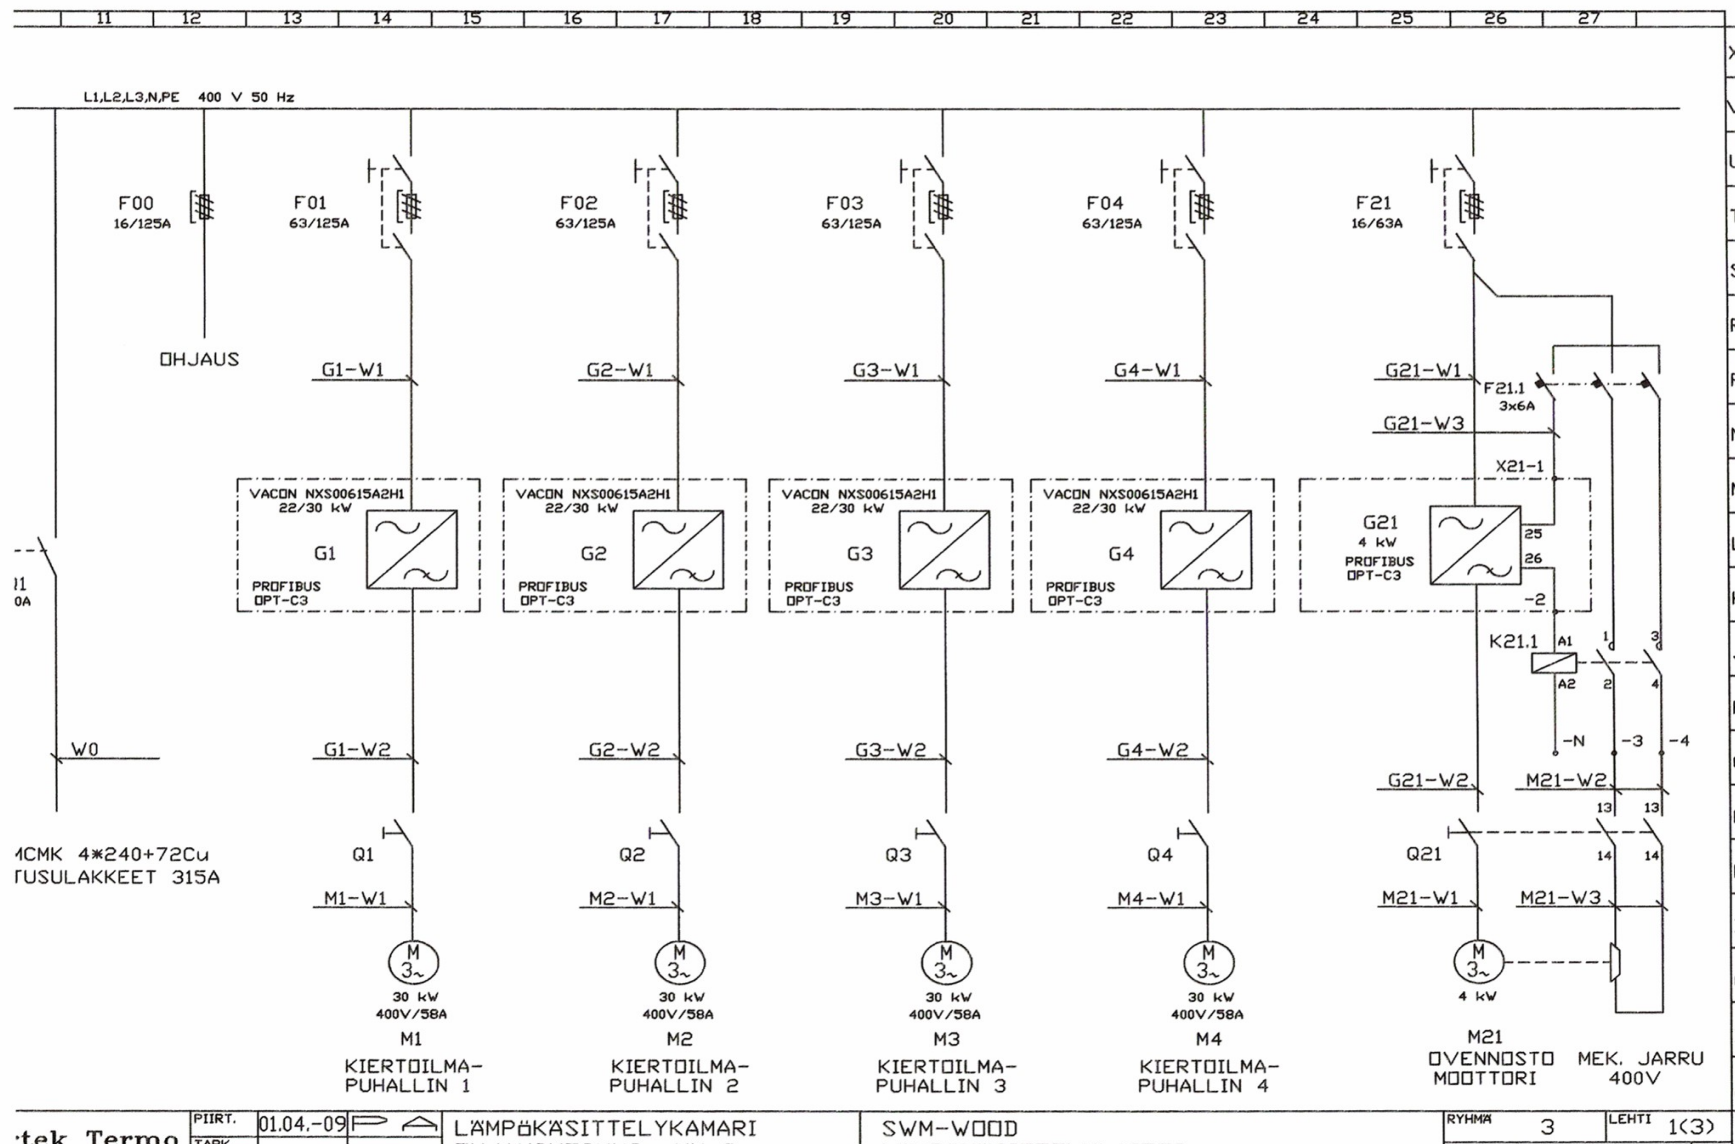 11 12 13 14 15 16 17 18 19 20 21 22 23 24 25 26 27
L1,L2,L3,N,PE 400 V 50 Hz
F00 F01 F02 F03 F04 F21
16/125A 63/125A 63/125A 63/125A 63/125A 16/63A
OHJAUS
G1-W1 G2-W1 G3-W1 G4-W1 G21-W1
F21.1
3x6A
G21-W3
X21-1
VACON NXS00615A2H1 VACON NXS00615A2H1 VACON NXS00615A2H1 VACON NXS00615A2H1
22/30 kW 22/30 kW 22/30 kW 22/30 kW
G1 G2 G3 G4 G21
4 kW
25
26
PROFIBUS PROFIBUS PROFIBUS PROFIBUS PROFIBUS
OPT-C3 OPT-C3 OPT-C3 OPT-C3 OPT-C3
-2
K21.1 A1 1 3
A2 2 4
W0 G1-W2 G2-W2 G3-W2 G4-W2 -N -3 -4
G21-W2 M21-W2
13 13
4*240+72Cu Q1 Q2 Q3 Q4 Q21 14 14
315A
M1-W1 M2-W1 M3-W1 M4-W1 M21-W1 M21-W3
M M M M M
3~ 3~ 3~ 3~ 3~
30 kW 30 kW 30 kW 30 kW 4 kW
400V/58A 400V/58A 400V/58A 400V/58A
M1 M2 M3 M4 M21
KIERTOILMA- KIERTOILMA- KIERTOILMA- KIERTOILMA- OVENNOSTO MEK. JARRU
PUHALLIN 1 PUHALLIN 2 PUHALLIN 3 PUHALLIN 4 MOOTTORI 400V
Termo PIIRT. 01.04.-09 P A LÄMPÖKÄSITTELYKAMARI SWM-WOOD RYHMÄ 3 LEHTI 1(3)